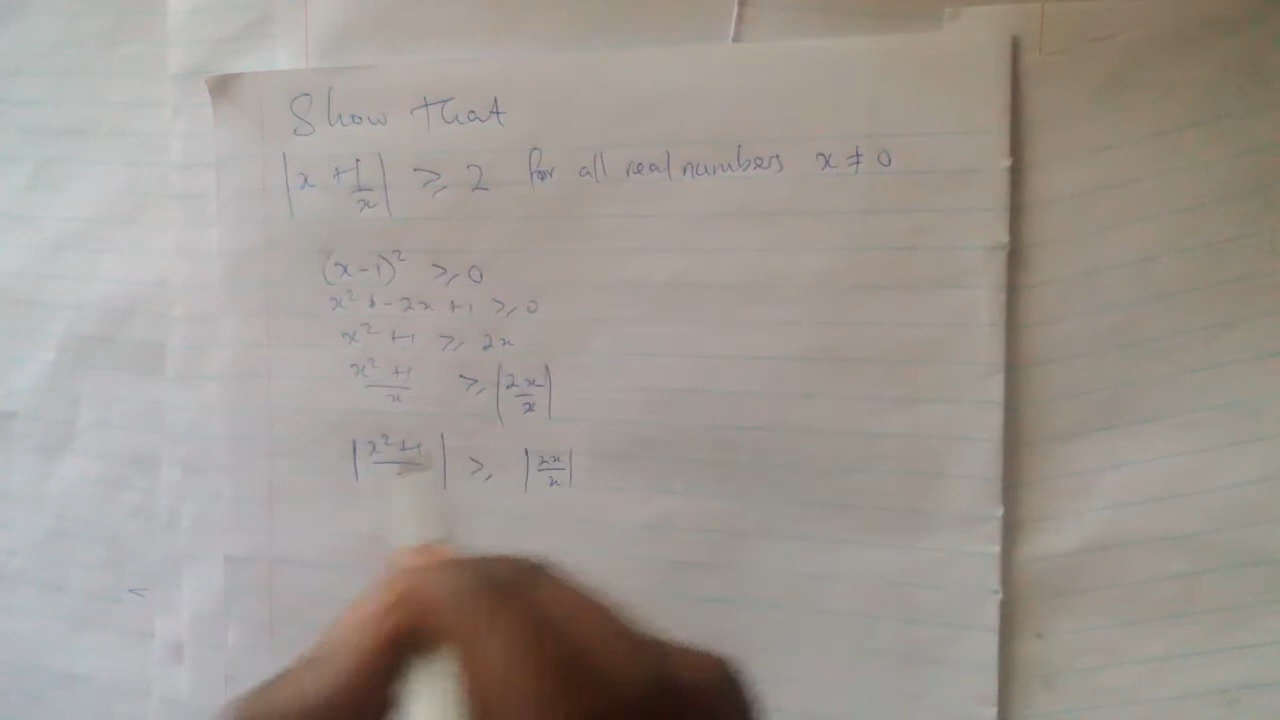 Show that
|x + 1/x| ⩾ 2 for all real numbers x ≠ 0
(x-1)² ⩾ 0
x² - 2x + 1 ⩾ 0
x² + 1 ⩾ 2x
x² + 1/x ⩾ |2x/x|
|x² + 1/ | ⩾ |2x/x|